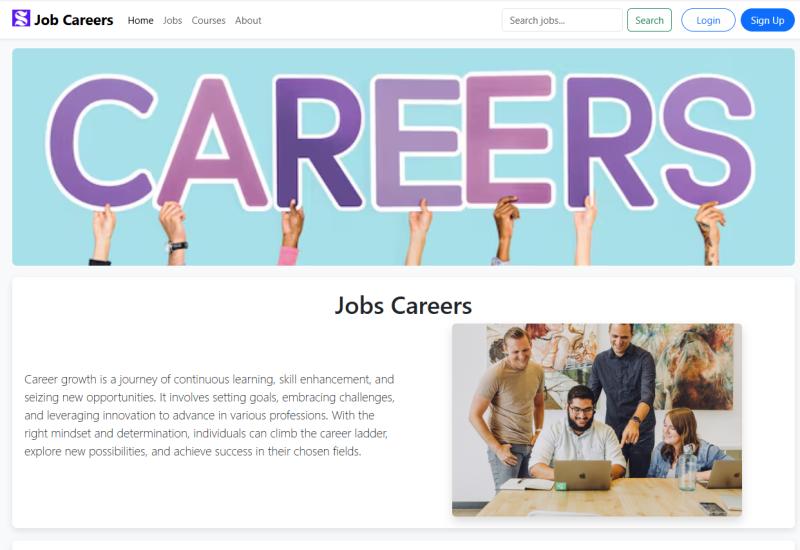 Job Careers Home Jobs Courses About Search jobs... Search Login Sign Up
CAREERS
Jobs Careers
Career growth is a journey of continuous learning, skill enhancement, and
seizing new opportunities. It involves setting goals, embracing challenges,
and leveraging innovation to advance in various professions. With the
right mindset and determination, individuals can climb the career ladder,
explore new possibilities, and achieve success in their chosen fields.